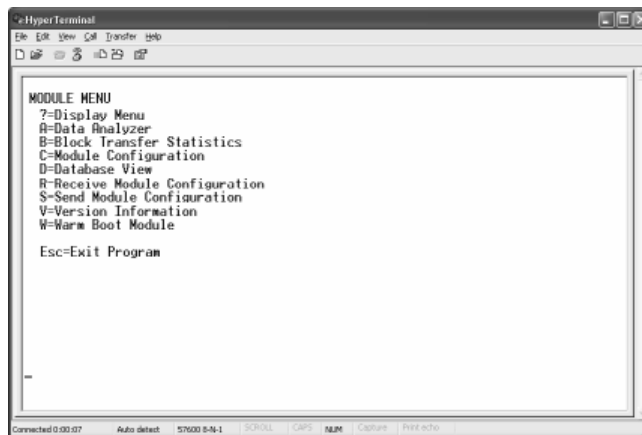 HyperTerminal
File Edit View Call Transfer Help
MODULE MENU
?=Display Menu
A=Data Analyzer
B=Block Transfer Statistics
C=Module Configuration
D=Database View
R=Receive Module Configuration
S=Send Module Configuration
V=Version Information
W=Warm Boot Module
Esc=Exit Program
Connected 0:00:07 Auto detect 57600 8-N-1 SCROLL CAPS NUM Capture Print echo